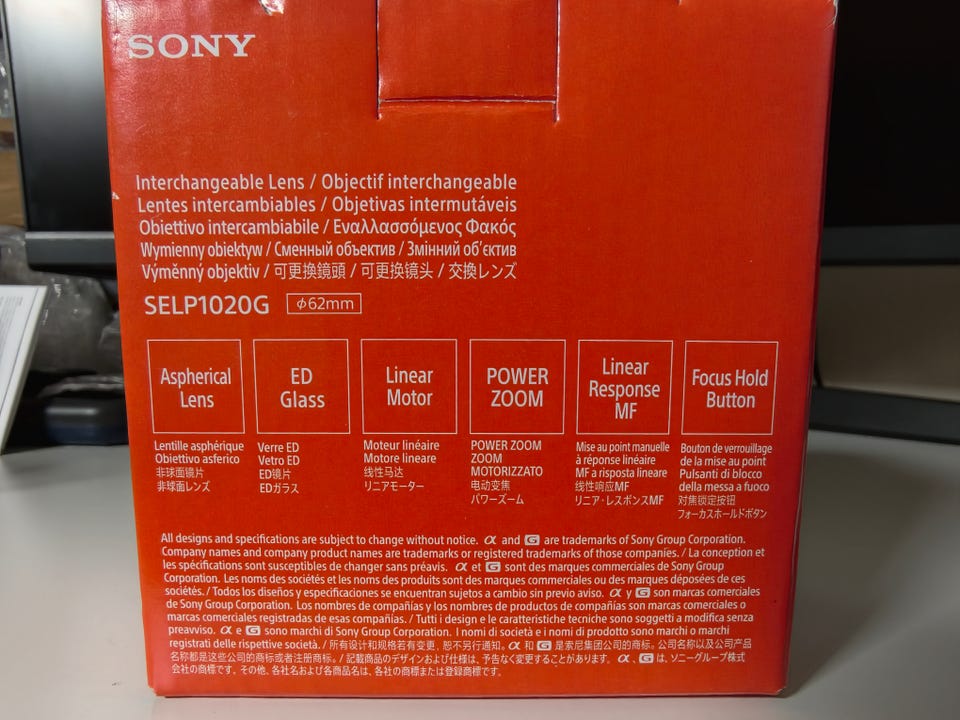 SONY
Interchangeable Lens / Objectif interchangeable
Lentes intercambiables / Objetivas intermutáveis
Obiettivo intercambiabile / Εναλλασσόμενος Φακός
Wymienny obiektyw / Сменный объектив / Змінний об'єктив
Výměnný objektiv / 可更換鏡頭 / 可更换镜头 / 交換レンズ
SELP1020G φ62mm
Aspherical
Lens
Lentille asphérique
Obiettivo asferico
非球面镜片
非球面レンズ
ED
Glass
Verre ED
Vetro ED
ED镜片
EDガラス
Linear
Motor
Moteur linéaire
Motore lineare
线性马达
リニアモーター
POWER
ZOOM
POWER ZOOM
ZOOM
MOTORIZZATO
电动变焦
パワーズーム
Linear
Response
MF
Mise au point manuelle
à réponse linéaire
MF a risposta lineare
线性响应MF
リニア・レスポンスMF
Focus Hold
Button
Bouton de verrouillage
de la mise au point
Pulsanti di blocco
della messa a fuoco
对焦锁定按钮
フォーカスホールドボタン
All designs and specifications are subject to change without notice. α and G are trademarks of Sony Group Corporation.
Company names and company product names are trademarks or registered trademarks of those companies. / La conception et
les spécifications sont susceptibles de changer sans préavis. α et G sont des marques commerciales de Sony Group
Corporation. Les noms des sociétés et les noms des produits sont des marques commerciales ou des marques déposées de ces
sociétés. / Todos los diseños y especificaciones se encuentran sujetos a cambio sin previo aviso. α y G son marcas comerciales
de Sony Group Corporation. Los nombres de compañías y los nombres de productos de compañías son marcas comerciales o
marcas comerciales registradas de esas compañías. / Tutti i design e le caratteristiche tecniche sono soggetti a modifica senza
preavviso. α e G sono marchi di Sony Group Corporation. I nomi di società e i nomi di prodotto sono marchi o marchi
registrati delle rispettive società. / 所有设计和规格若有变更，恕不另行通知。α 和 G 是索尼集团公司的商标。公司名称以及公司产品
名称都是这些公司的商标或者注册商标。/ 記載商品のデザインおよび仕様は、予告なく変更することがあります。 α 、G は、ソニーグループ株式
会社の商標です。その他、各社名および各商品名は、各社の商標または登録商標です。